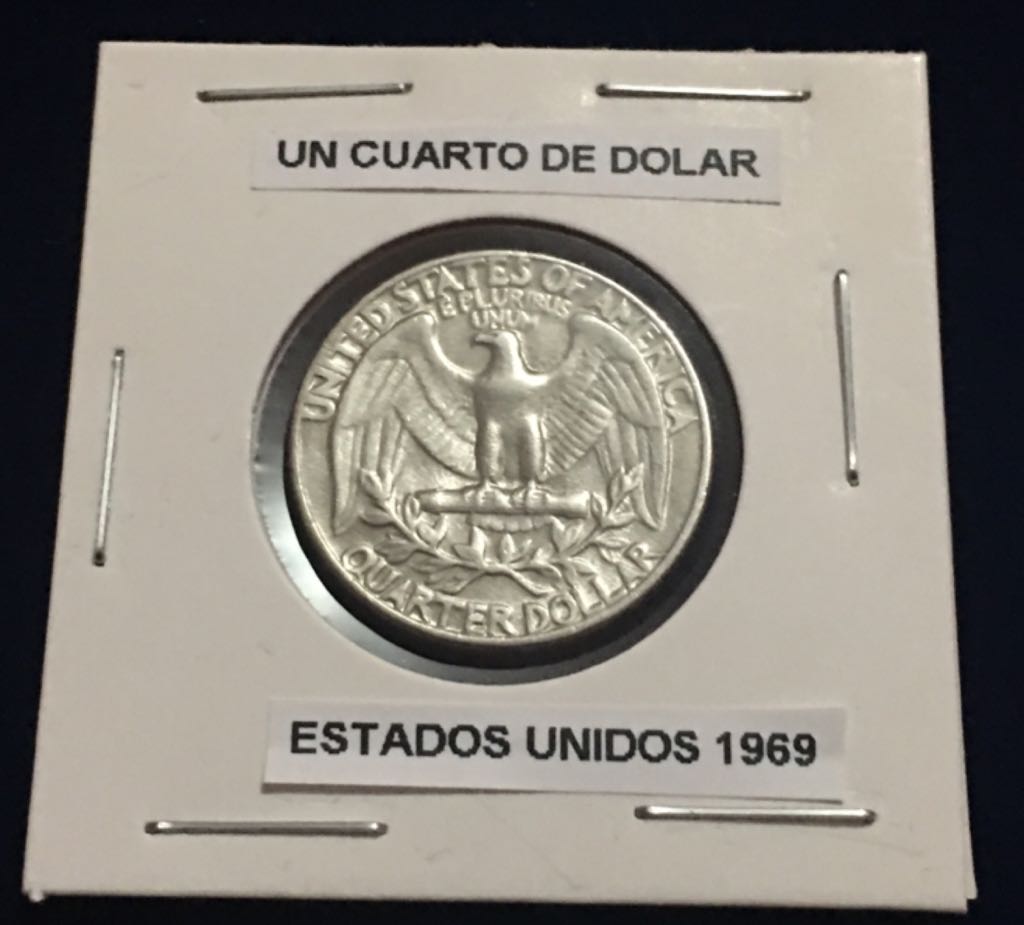 UN CUARTO DE DOLAR
UNITED STATES OF AMERICA
E PLURIBUS
UNUM
QUARTER DOLLAR
ESTADOS UNIDOS 1969